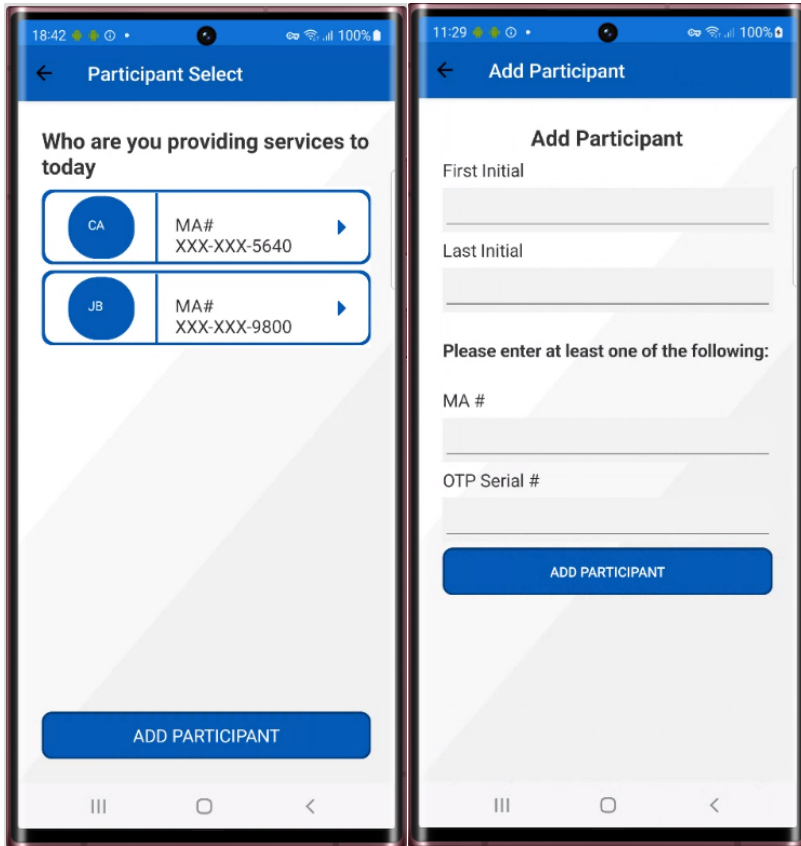 18:42
100%
Participant Select
Who are you providing services to
today
CA
MA#
XXX-XXX-5640
JB
MA#
XXX-XXX-9800
ADD PARTICIPANT
11:29
100%
Add Participant
Add Participant
First Initial
Last Initial
Please enter at least one of the following:
MA #
OTP Serial #
ADD PARTICIPANT